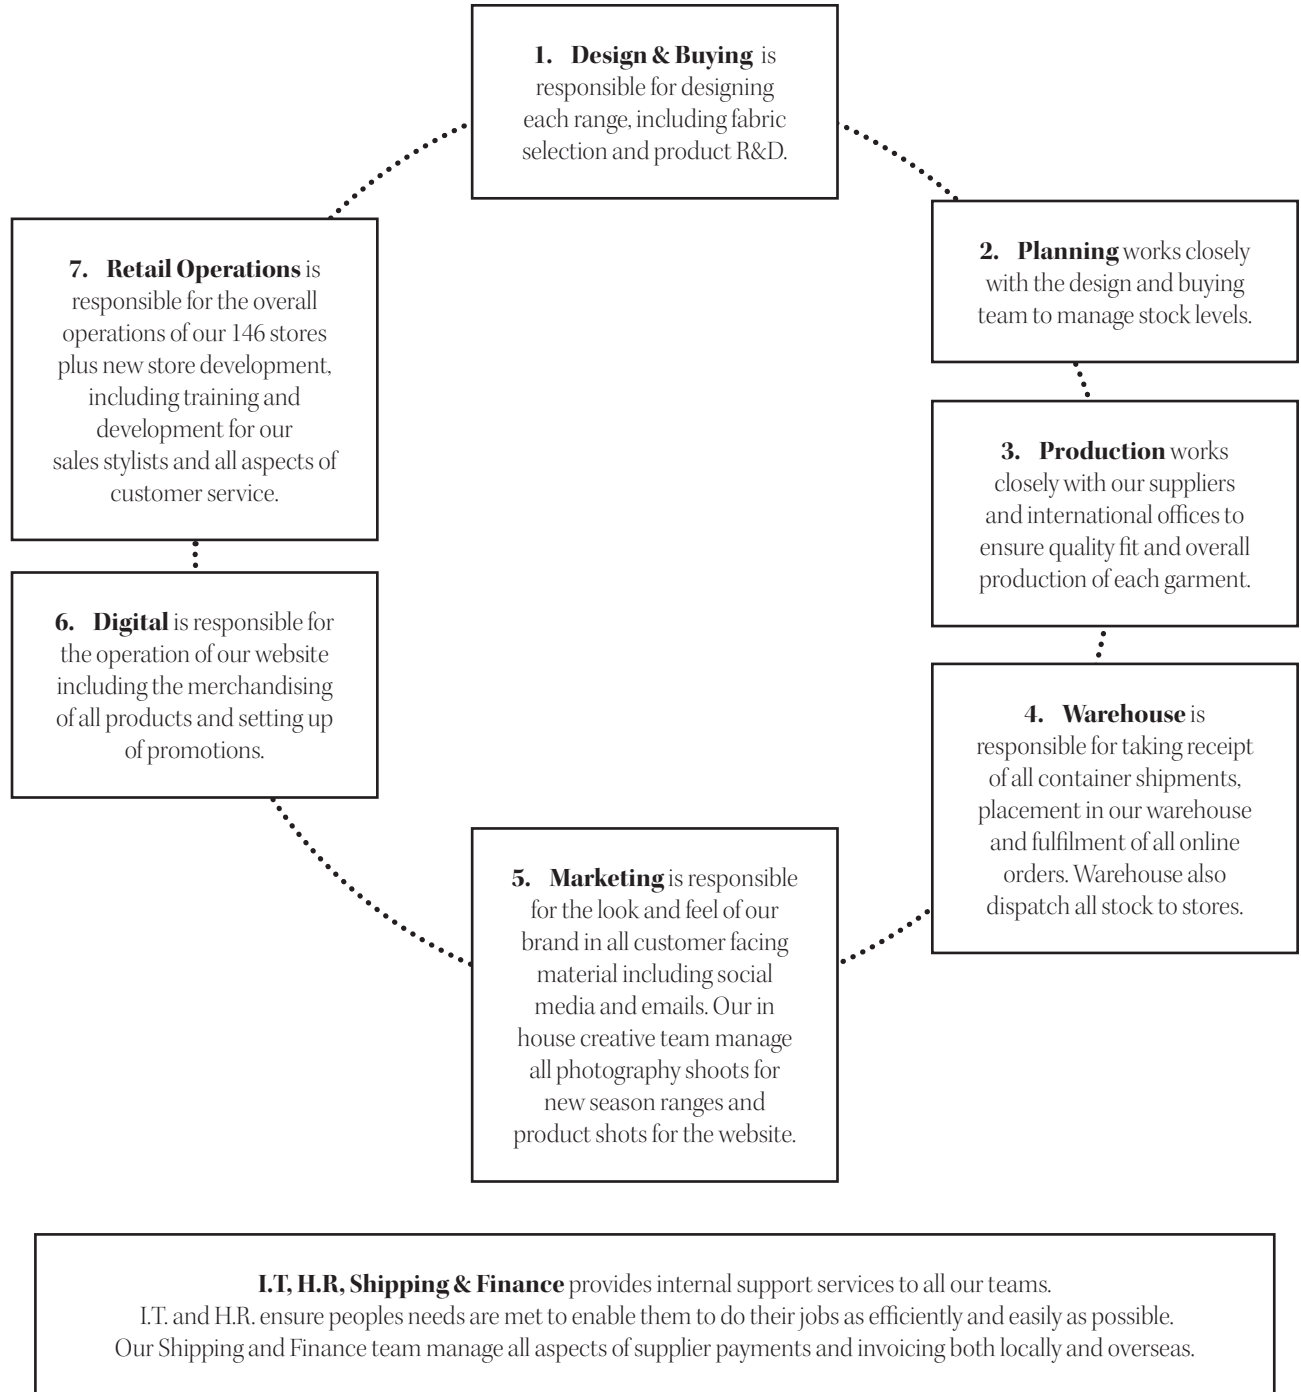 1. Design & Buying is
responsible for designing
each range, including fabric
selection and product R&D.
2. Planning works closely
with the design and buying
team to manage stock levels.
3. Production works
closely with our suppliers
and international offices to
ensure quality fit and overall
production of each garment.
4. Warehouse is
responsible for taking receipt
of all container shipments,
placement in our warehouse
and fulfilment of all online
orders. Warehouse also
dispatch all stock to stores.
5. Marketing is responsible
for the look and feel of our
brand in all customer facing
material including social
media and emails. Our in
house creative team manage
all photography shoots for
new season ranges and
product shots for the website.
6. Digital is responsible for
the operation of our website
including the merchandising
of all products and setting up
of promotions.
7. Retail Operations is
responsible for the overall
operations of our 146 stores
plus new store development,
including training and
development for our
sales stylists and all aspects of
customer service.
I.T, H.R, Shipping & Finance provides internal support services to all our teams.
I.T. and H.R. ensure peoples needs are met to enable them to do their jobs as efficiently and easily as possible.
Our Shipping and Finance team manage all aspects of supplier payments and invoicing both locally and overseas.